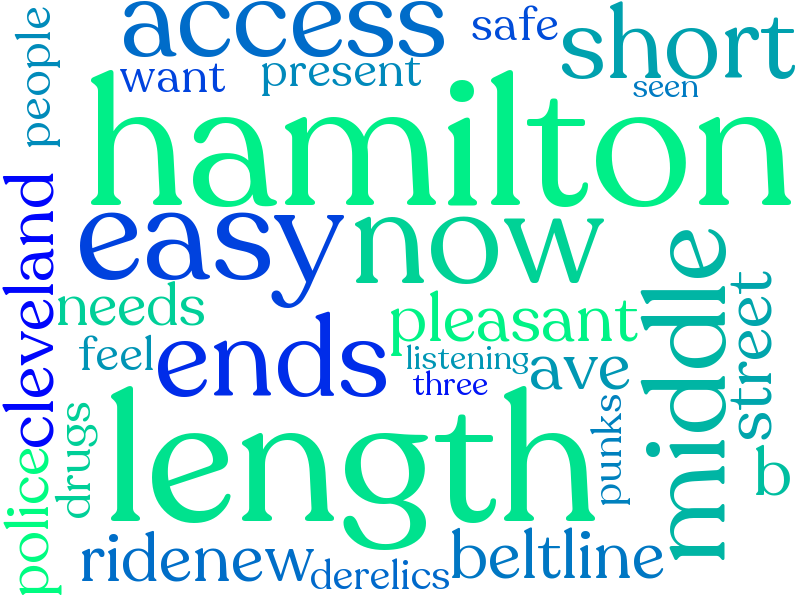 people
access
safe
short
want
present
seen
hamilton
cleveland
easy
now
middle
needs
pleasant
street
feel
ends
listening
ave
three
drugs
length
punks
police
b
ride
new
derelics
beltline